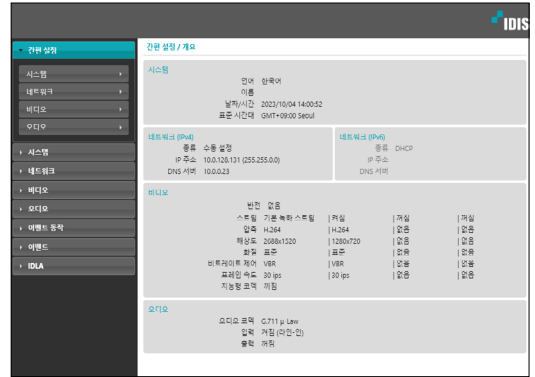 IDIS
간편 설정
시스템
네트워크
비디오
오디오
시스템
네트워크
비디오
오디오
이벤트 동작
이벤트
IDLA
간편 설정 / 개요
시스템
언어 한국어
이름
날짜/시간 2023/10/04 14:00:52
표준 시간대 GMT+09:00 Seoul
네트워크 (IPv4)
종류 수동 설정
IP 주소 10.0.128.131 (255.255.0.0)
DNS 서버 10.0.0.23
네트워크 (IPv6)
종류 DHCP
IP 주소
DNS 서버
비디오
반전 없음
스트림 기본 녹화 스트림 | 켜짐 | 꺼짐 | 꺼짐
압축 H.264 | H.264 | 없음 | 없음
해상도 2688x1520 | 1280x720 | 없음 | 없음
화질 표준 | 표준 | 없음 | 없음
비트레이트 제어 VBR | VBR | 없음 | 없음
프레임 속도 30 ips | 30 ips | 없음 | 없음
지능형 코덱 꺼짐
오디오
오디오 코덱 G.711 μ Law
입력 꺼짐 (라인-인)
출력 꺼짐